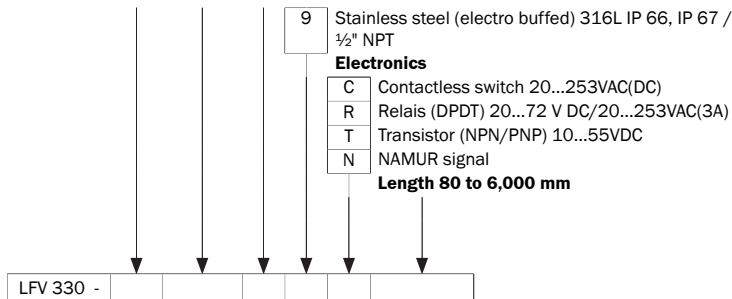 9 Stainless steel (electro buffed) 316L IP 66, IP 67 /
½" NPT
Electronics
C Contactless switch 20...253VAC(DC)
R Relais (DPDT) 20...72 V DC/20...253VAC(3A)
T Transistor (NPN/PNP) 10...55VDC
N NAMUR signal
Length 80 to 6,000 mm
LFV 330 -